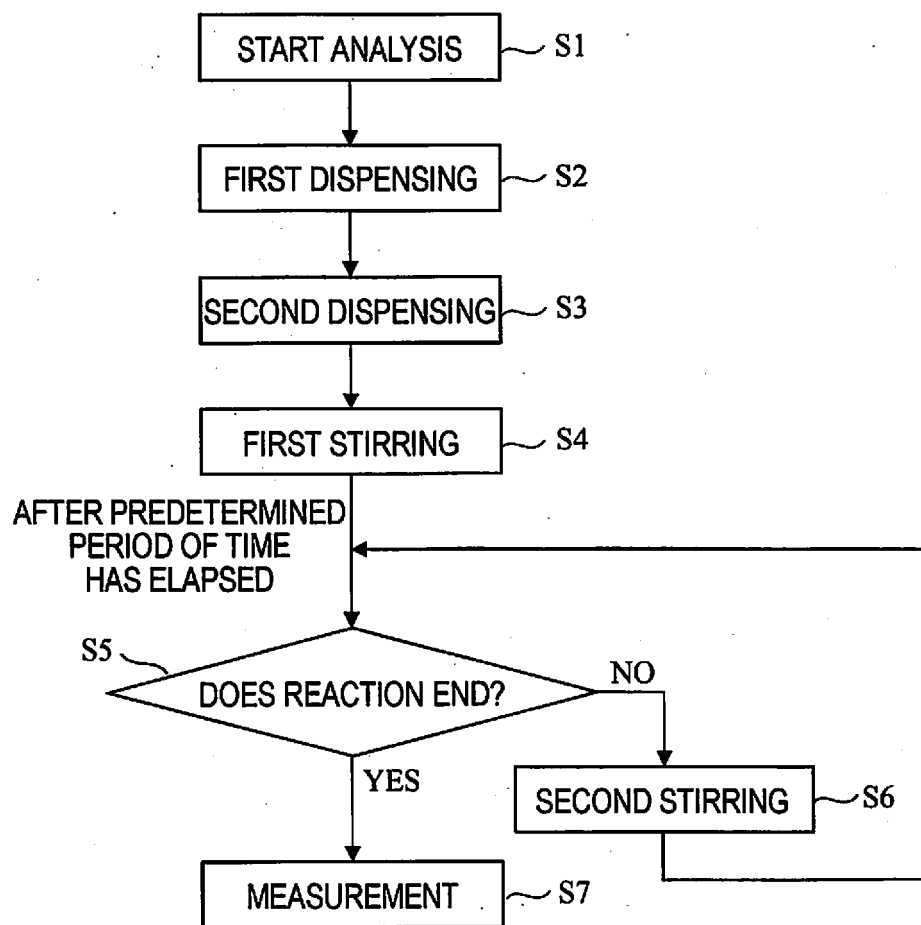 START ANALYSIS S1
FIRST DISPENSING S2
SECOND DISPENSING S3
FIRST STIRRING S4
AFTER PREDETERMINED
PERIOD OF TIME
HAS ELAPSED
S5
DOES REACTION END?
NO
YES
SECOND STIRRING S6
MEASUREMENT S7